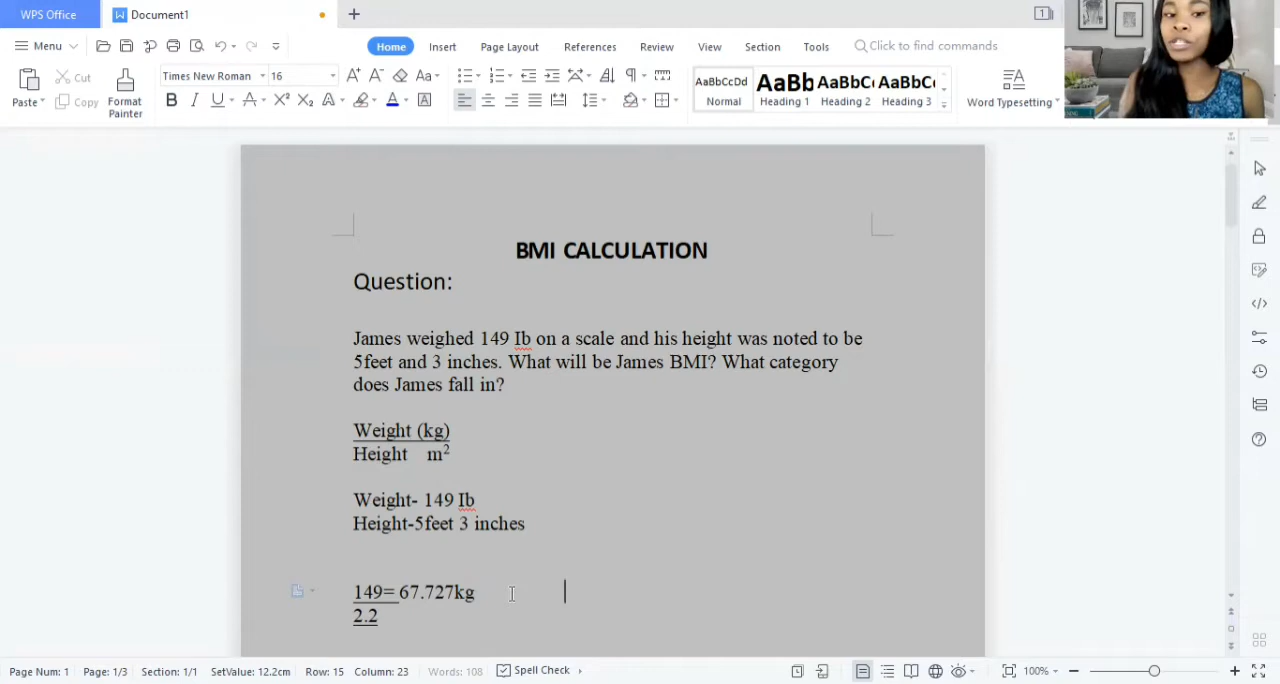 WPS Office
Document1
1
Menu
Home
Insert
Page Layout
References
Review
View
Section
Tools
Click to find commands
Paste
Cut
Copy
Format Painter
Times New Roman
16
AaBbCcDd
Normal
AaBb
Heading 1
AaBbC
Heading 2
AaBbC
Heading 3
Word Typesetting
BMI CALCULATION
Question:
James weighed 149 Ib on a scale and his height was noted to be
5feet and 3 inches. What will be James BMI? What category
does James fall in?
Weight (kg)
Height m²
Weight- 149 Ib
Height-5feet 3 inches
149= 67.727kg
2.2
Page Num: 1 Page: 1/3 Section: 1/1 SetValue: 12.2cm Row: 15 Column: 23 Words: 108 Spell Check 100%